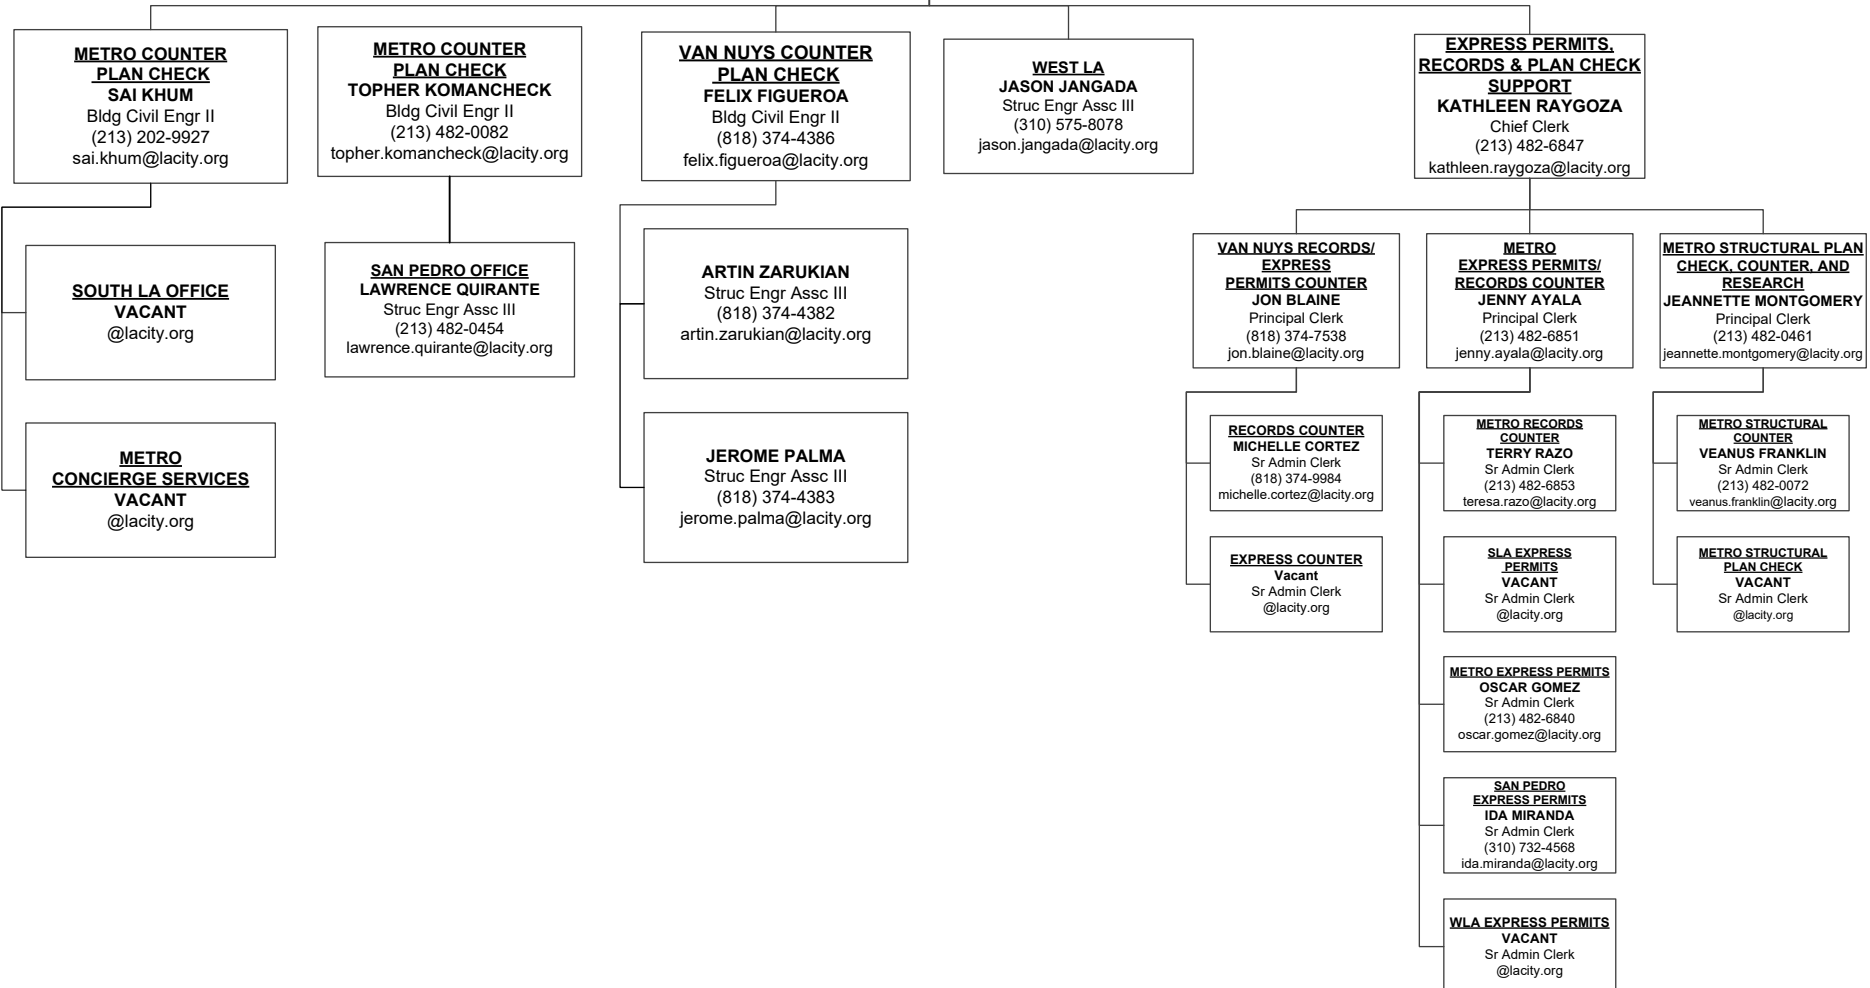 METRO COUNTER
PLAN CHECK
SAI KHUM
Bldg Civil Engr II
(213) 202-9927
sai.khum@lacity.org
METRO COUNTER
PLAN CHECK
TOPHER KOMANCHECK
Bldg Civil Engr II
(213) 482-0082
topher.komancheck@lacity.org
VAN NUYS COUNTER
PLAN CHECK
FELIX FIGUEROA
Bldg Civil Engr II
(818) 374-4386
felix.figueroa@lacity.org
WEST LA
JASON JANGADA
Struc Engr Assc III
(310) 575-8078
jason.jangada@lacity.org
EXPRESS PERMITS,
RECORDS & PLAN CHECK
SUPPORT
KATHLEEN RAYGOZA
Chief Clerk
(213) 482-6847
kathleen.raygoza@lacity.org
SOUTH LA OFFICE
VACANT
@lacity.org
METRO
CONCIERGE SERVICES
VACANT
@lacity.org
SAN PEDRO OFFICE
LAWRENCE QUIRANTE
Struc Engr Assc III
(213) 482-0454
lawrence.quirante@lacity.org
ARTIN ZARUKIAN
Struc Engr Assc III
(818) 374-4382
artin.zarukian@lacity.org
JEROME PALMA
Struc Engr Assc III
(818) 374-4383
jerome.palma@lacity.org
VAN NUYS RECORDS/
EXPRESS
PERMITS COUNTER
JON BLAINE
Principal Clerk
(818) 374-7538
jon.blaine@lacity.org
RECORDS COUNTER
MICHELLE CORTEZ
Sr Admin Clerk
(818) 374-9984
michelle.cortez@lacity.org
EXPRESS COUNTER
Vacant
Sr Admin Clerk
@lacity.org
METRO
EXPRESS PERMITS/
RECORDS COUNTER
JENNY AYALA
Principal Clerk
(213) 482-6851
jenny.ayala@lacity.org
METRO RECORDS
COUNTER
TERRY RAZO
Sr Admin Clerk
(213) 482-6853
teresa.razo@lacity.org
SLA EXPRESS
PERMITS
VACANT
Sr Admin Clerk
@lacity.org
METRO EXPRESS PERMITS
OSCAR GOMEZ
Sr Admin Clerk
(213) 482-6840
oscar.gomez@lacity.org
SAN PEDRO
EXPRESS PERMITS
IDA MIRANDA
Sr Admin Clerk
(310) 732-4568
ida.miranda@lacity.org
WLA EXPRESS PERMITS
VACANT
Sr Admin Clerk
@lacity.org
METRO STRUCTURAL PLAN
CHECK, COUNTER, AND
RESEARCH
JEANNETTE MONTGOMERY
Principal Clerk
(213) 482-0461
jeannette.montgomery@lacity.org
METRO STRUCTURAL
COUNTER
VEANUS FRANKLIN
Sr Admin Clerk
(213) 482-0072
veanus.franklin@lacity.org
METRO STRUCTURAL
PLAN CHECK
VACANT
Sr Admin Clerk
@lacity.org